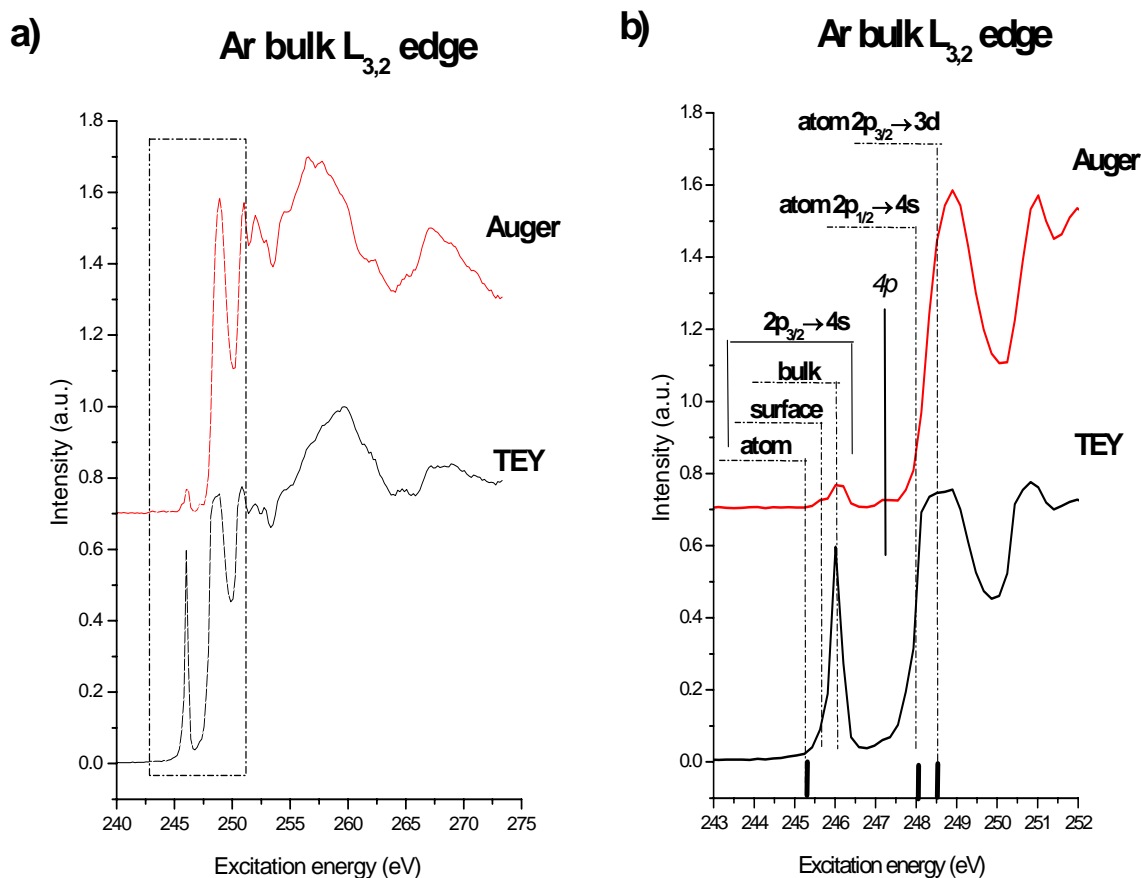 a)
Ar bulk L3,2 edge
1.8
1.6
1.4
1.2
1.0
0.8
0.6
0.4
0.2
0.0
Intensity (a.u.)
Auger
TEY
240 245 250 255 260 265 270 275
Excitation energy (eV)
b)
Ar bulk L3,2 edge
1.8
1.6
1.4
1.2
1.0
0.8
0.6
0.4
0.2
0.0
Intensity (a.u.)
atom 2p3/2→3d
Auger
atom 2p1/2→4s
4p
2p3/2→4s
bulk
surface
atom
TEY
243 244 245 246 247 248 249 250 251 252
Excitation energy (eV)